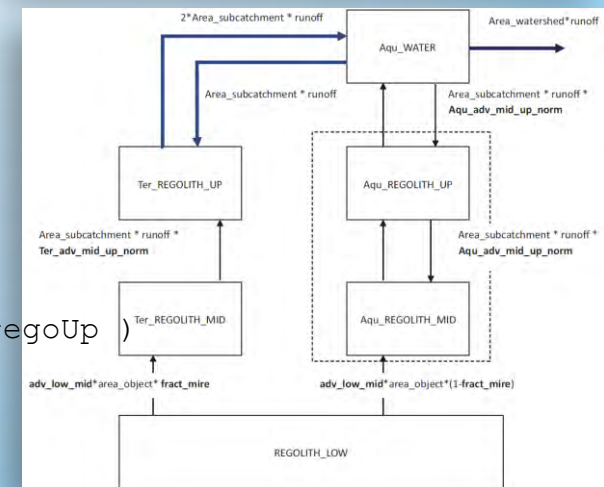 2*Area_subcatchment * runoff
Area_watershed*runoff
Aqu_WATER
Area_subcatchment * runoff
Area_subcatchment * runoff *
Aqu_adv_mid_up_norm
Ter_REGOLITH_UP
Aqu_REGOLITH_UP
Area_subcatchment * runoff *
Ter_adv_mid_up_norm
Area_subcatchment * runoff *
Aqu_adv_mid_up_norm
egoUp )
Ter_REGOLITH_MID
Aqu_REGOLITH_MID
adv_low_mid*area_object* fract_mire
adv_low_mid*area_object*(1-fract_mire)
REGOLITH_LOW